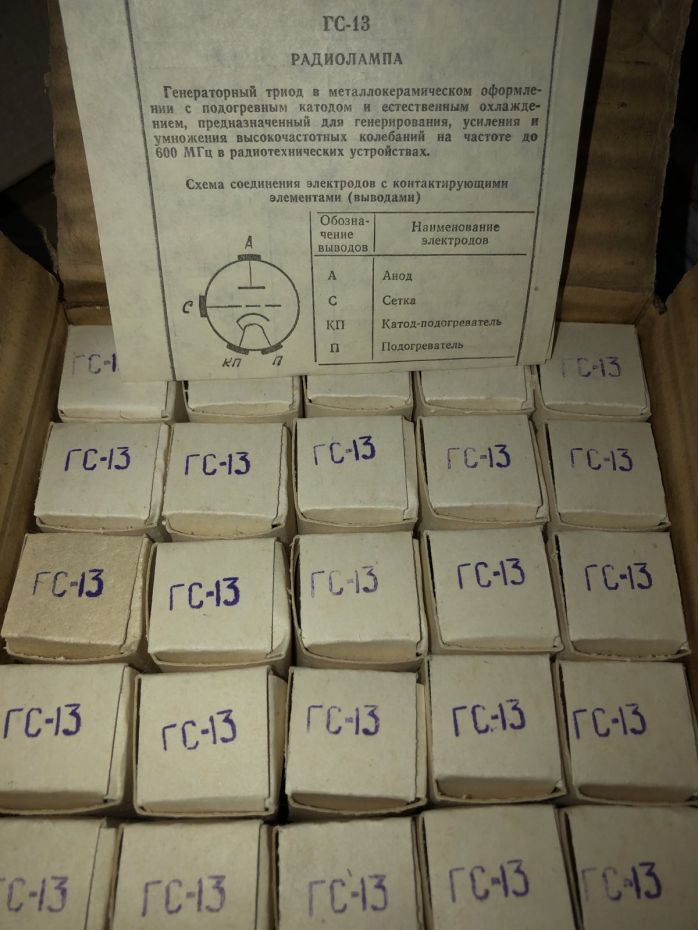 ГС-13
РАДИОЛАМПА
Генераторный триод в металлокерамическом оформле-
нии с подогревным катодом и естественным охлажде-
нием, предназначенный для генерирования, усиления и
умножения высокочастотных колебаний на частоте до
600 МГц в радиотехнических устройствах.
Схема соединения электродов с контактирующими
элементами (выводами)
Обозна-
чение
выводов
Наименование
электродов
А Анод
С Сетка
КП Катод-подогреватель
П Подогреватель
А
С
КП П
ГС-1 ГС-13
ГС-13 ГС-13 ГС-13 ГС-13 ГС-13
ГС-13 ГС-13 ГС-13 ГС-13 ГС-13
ГС-13 ГС-13 ГС-13 ГС-13 ГС-13
ГС-13 ГС-13 ГС-13 ГС-13 ГС-13